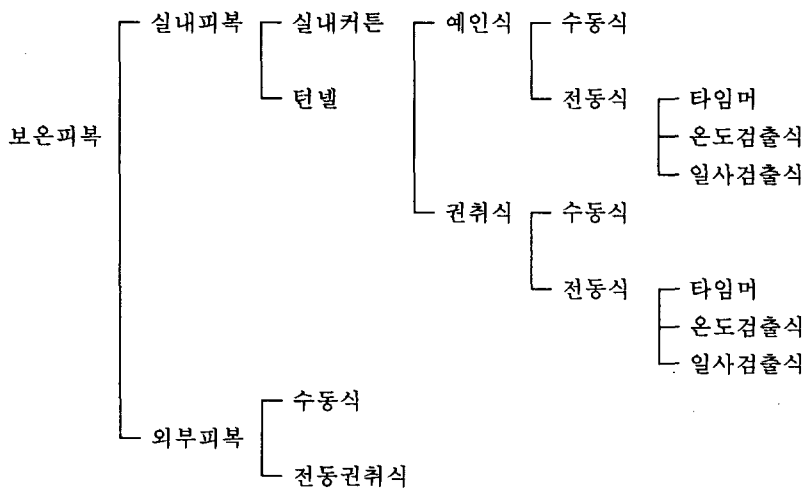 실내피복 실내커튼 예인식 수동식
턴넬 전동식 타임머
보온피복 온도검출식
일사검출식
권취식 수동식
전동식 타임머
온도검출식
일사검출식
수동식
외부피복
전동권취식